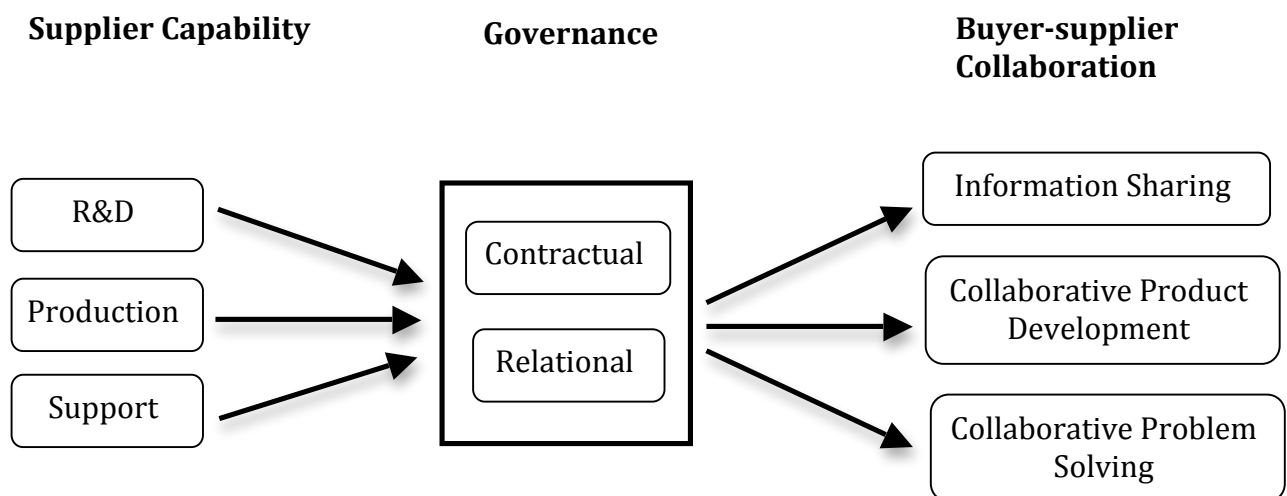 Supplier Capability
Governance
Buyer-supplier
Collaboration
R&D
Production
Support
Contractual
Relational
Information Sharing
Collaborative Product
Development
Collaborative Problem
Solving